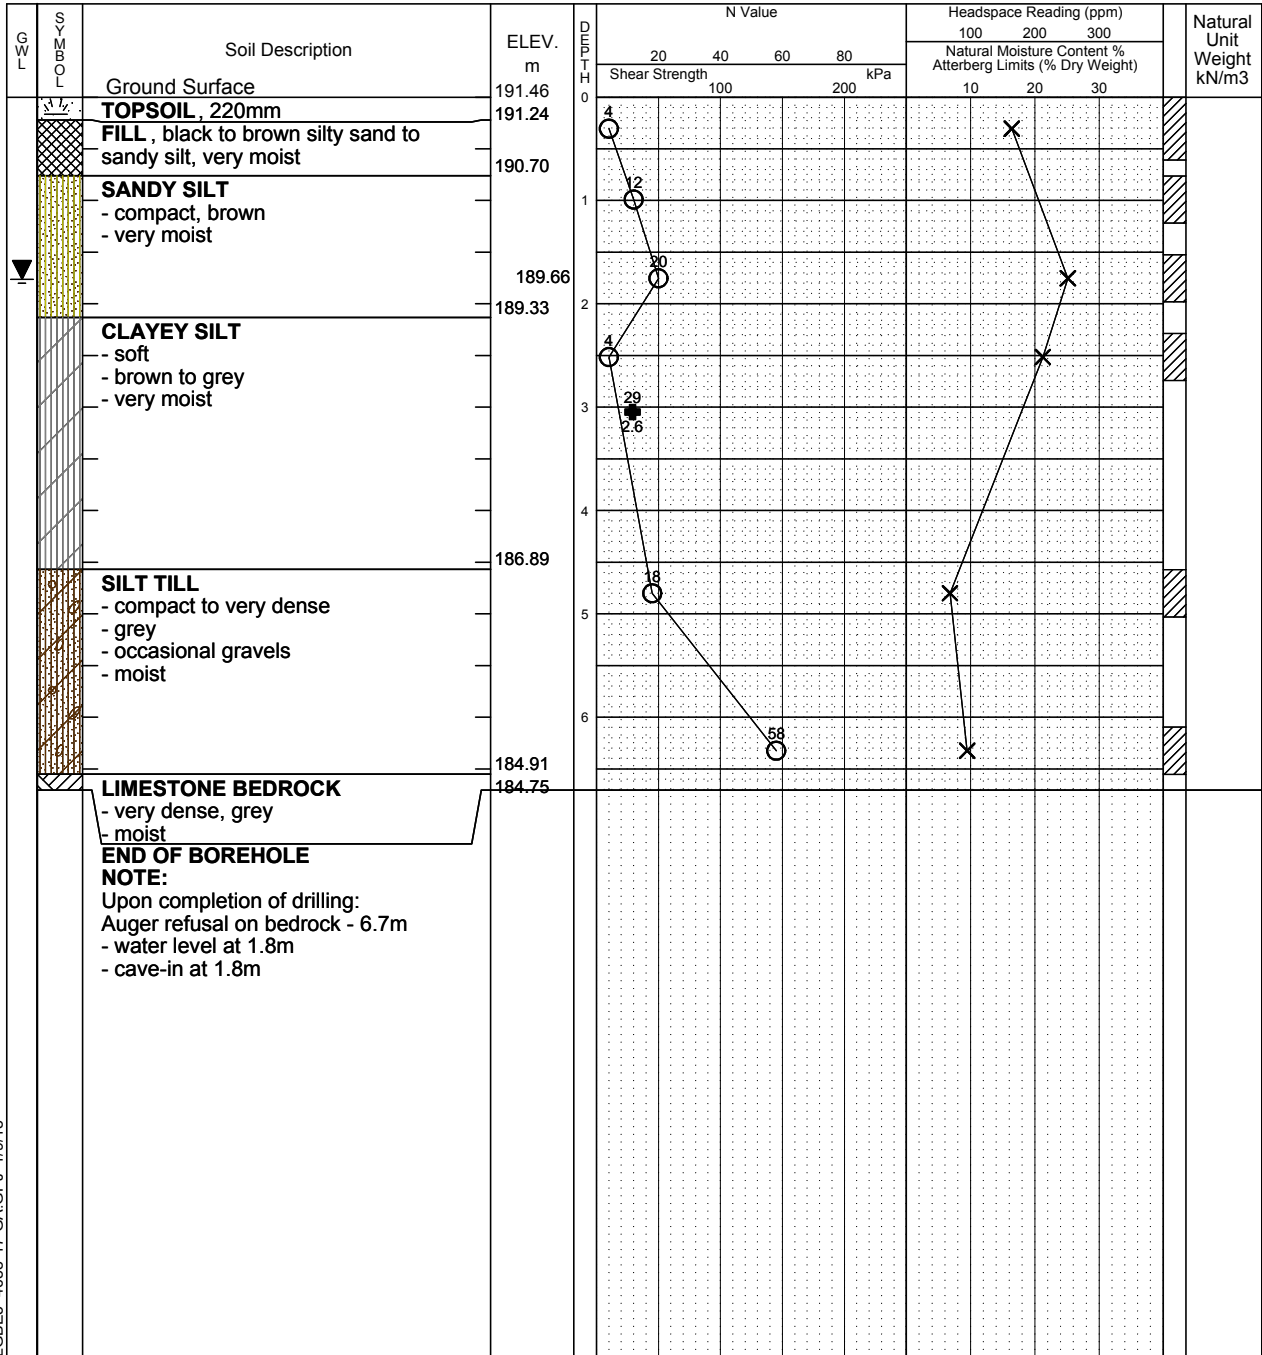 GWL
SYMBOL
Soil Description
Ground Surface
ELEV.
m
191.46
DEPTH
N Value
20 40 60 80
Shear Strength kPa
100 200
Headspace Reading (ppm)
100 200 300
Natural Moisture Content %
Atterberg Limits (% Dry Weight)
10 20 30
Natural
Unit
Weight
kN/m3
0
TOPSOIL, 220mm
191.24
4
FILL, black to brown silty sand to
sandy silt, very moist
190.70
SANDY SILT
12
- compact, brown
1
- very moist
20
189.66
2
189.33
CLAYEY SILT
4
- soft
- brown to grey
- very moist
29
3
2.6
4
186.89
SILT TILL
18
- compact to very dense
5
- grey
- occasional gravels
- moist
6
58
184.91
LIMESTONE BEDROCK
184.75
- very dense, grey
- moist
END OF BOREHOLE
NOTE:
Upon completion of drilling:
Auger refusal on bedrock - 6.7m
- water level at 1.8m
- cave-in at 1.8m